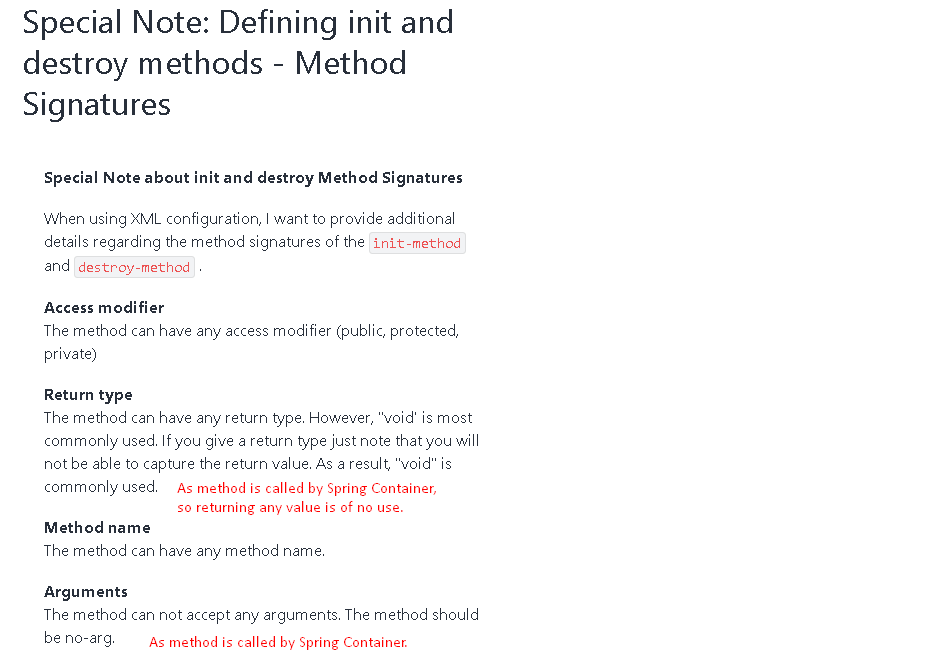 Special Note: Defining init and
destroy methods - Method
Signatures
Special Note about init and destroy Method Signatures
When using XML configuration, I want to provide additional
details regarding the method signatures of the init-method
and destroy-method .
Access modifier
The method can have any access modifier (public, protected,
private)
Return type
The method can have any return type. However, "void' is most
commonly used. If you give a return type just note that you will
not be able to capture the return value. As a result, "void" is
commonly used.
As method is called by Spring Container,
so returning any value is of no use.
Method name
The method can have any method name.
Arguments
The method can not accept any arguments. The method should
be no-arg.
As method is called by Spring Container.